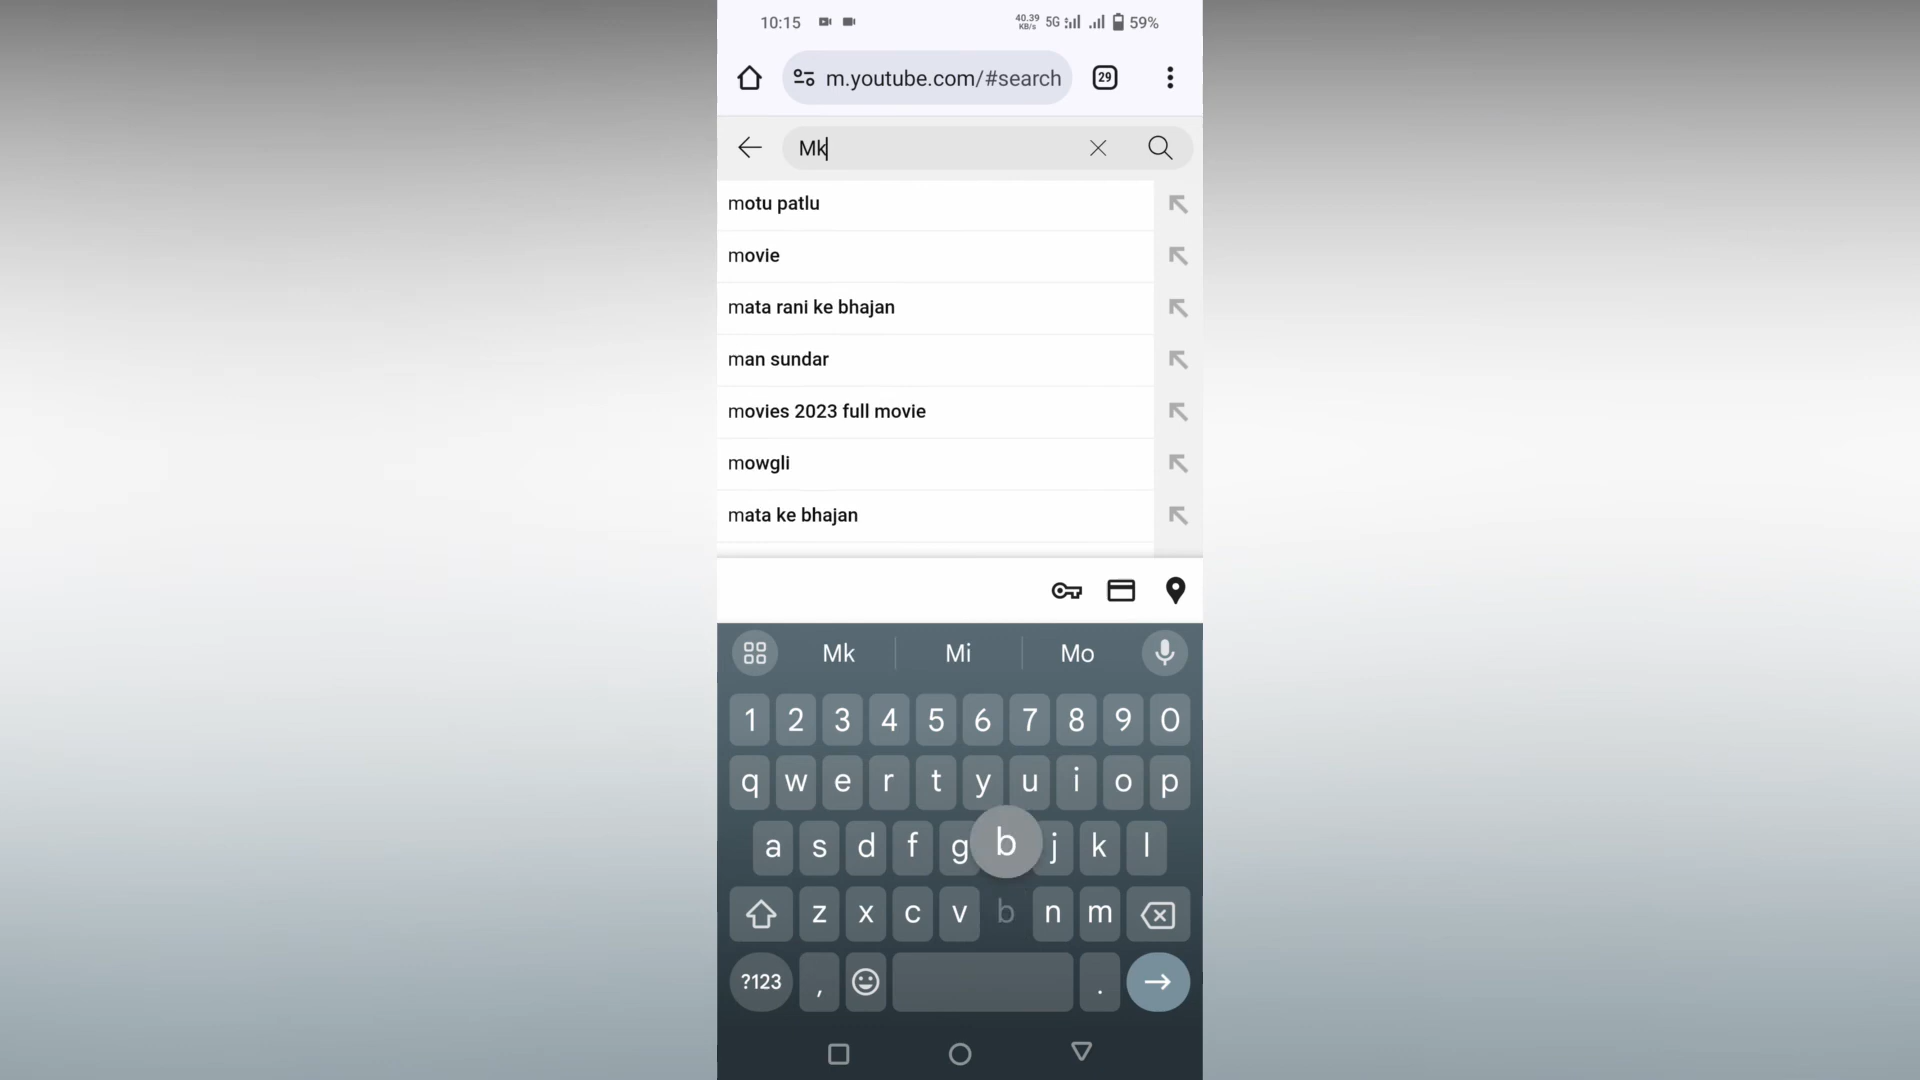 10:15 40.39 KB/s 5G 59%
m.youtube.com/#search 29
Mk
motu patlu
movie
mata rani ke bhajan
man sundar
movies 2023 full movie
mowgli
mata ke bhajan
Mk Mi Mo
1 2 3 4 5 6 7 8 9 0
q w e r t y u i o p
a s d f g b j k l
z x c v b n m
?123 , .